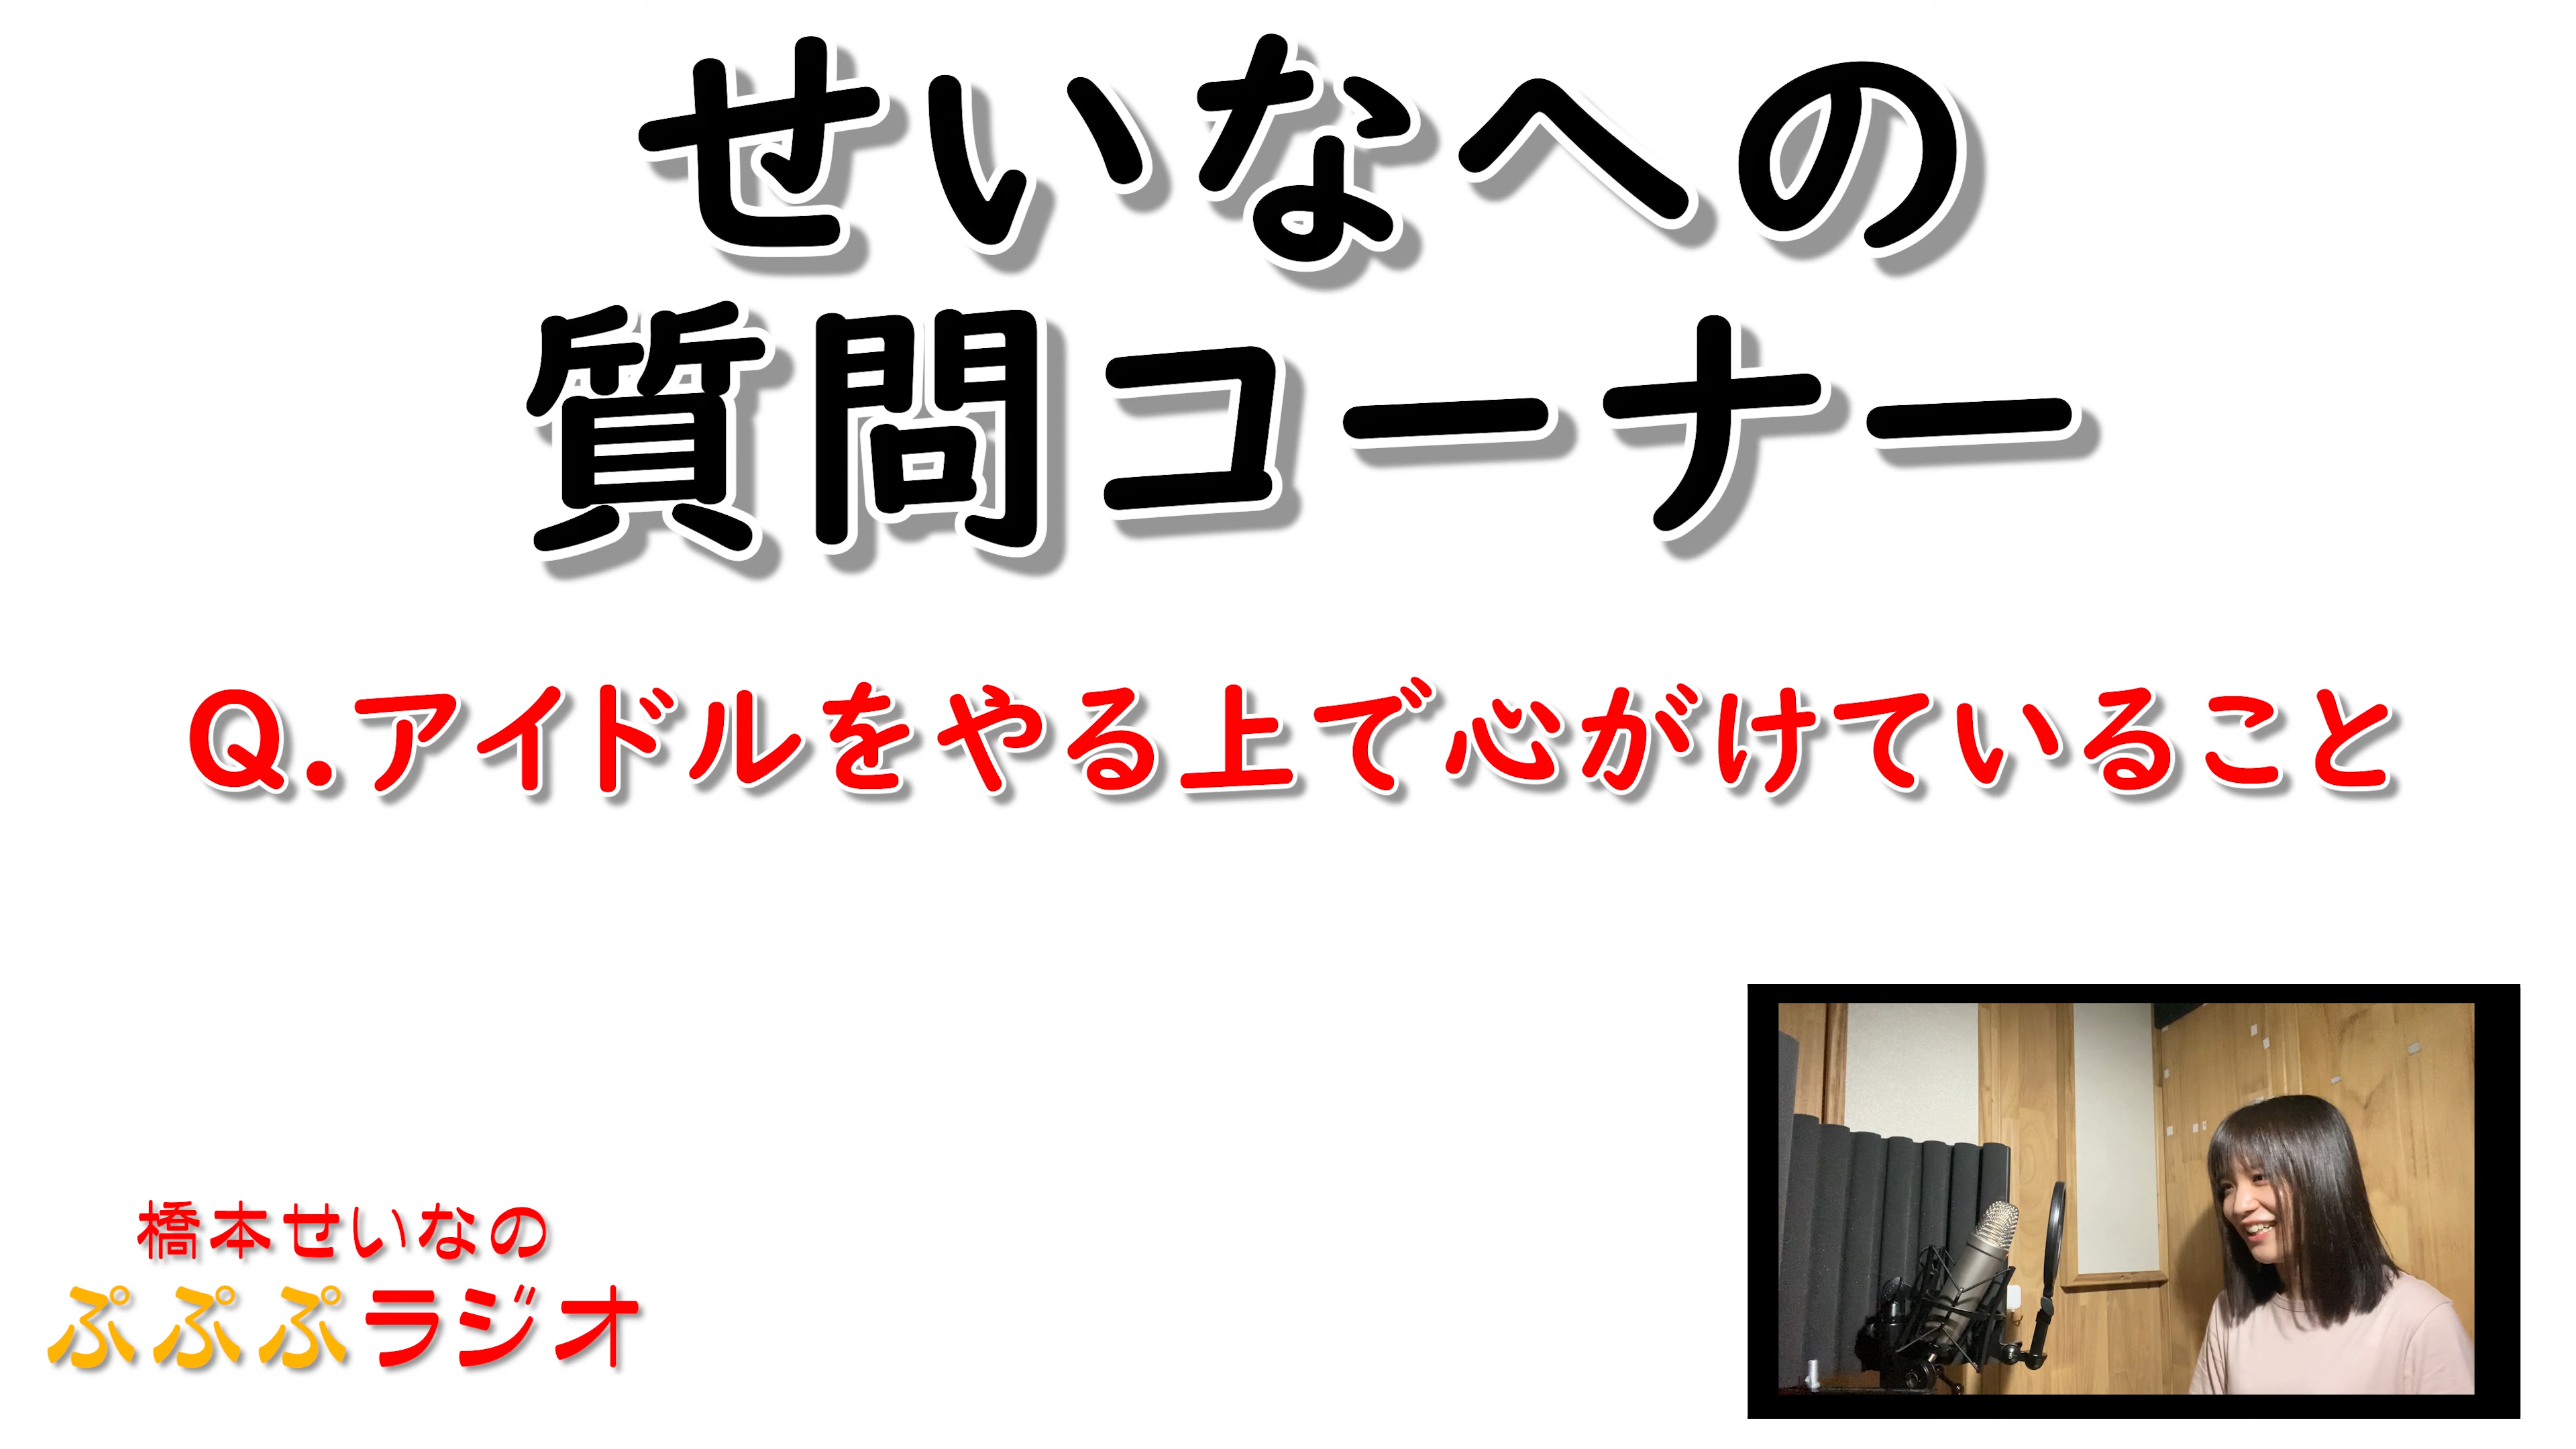 せいなへの
質問コーナー
Q.アイドルをやる上で心がけていること
橋本せいなの
ぷぷぷラジオ